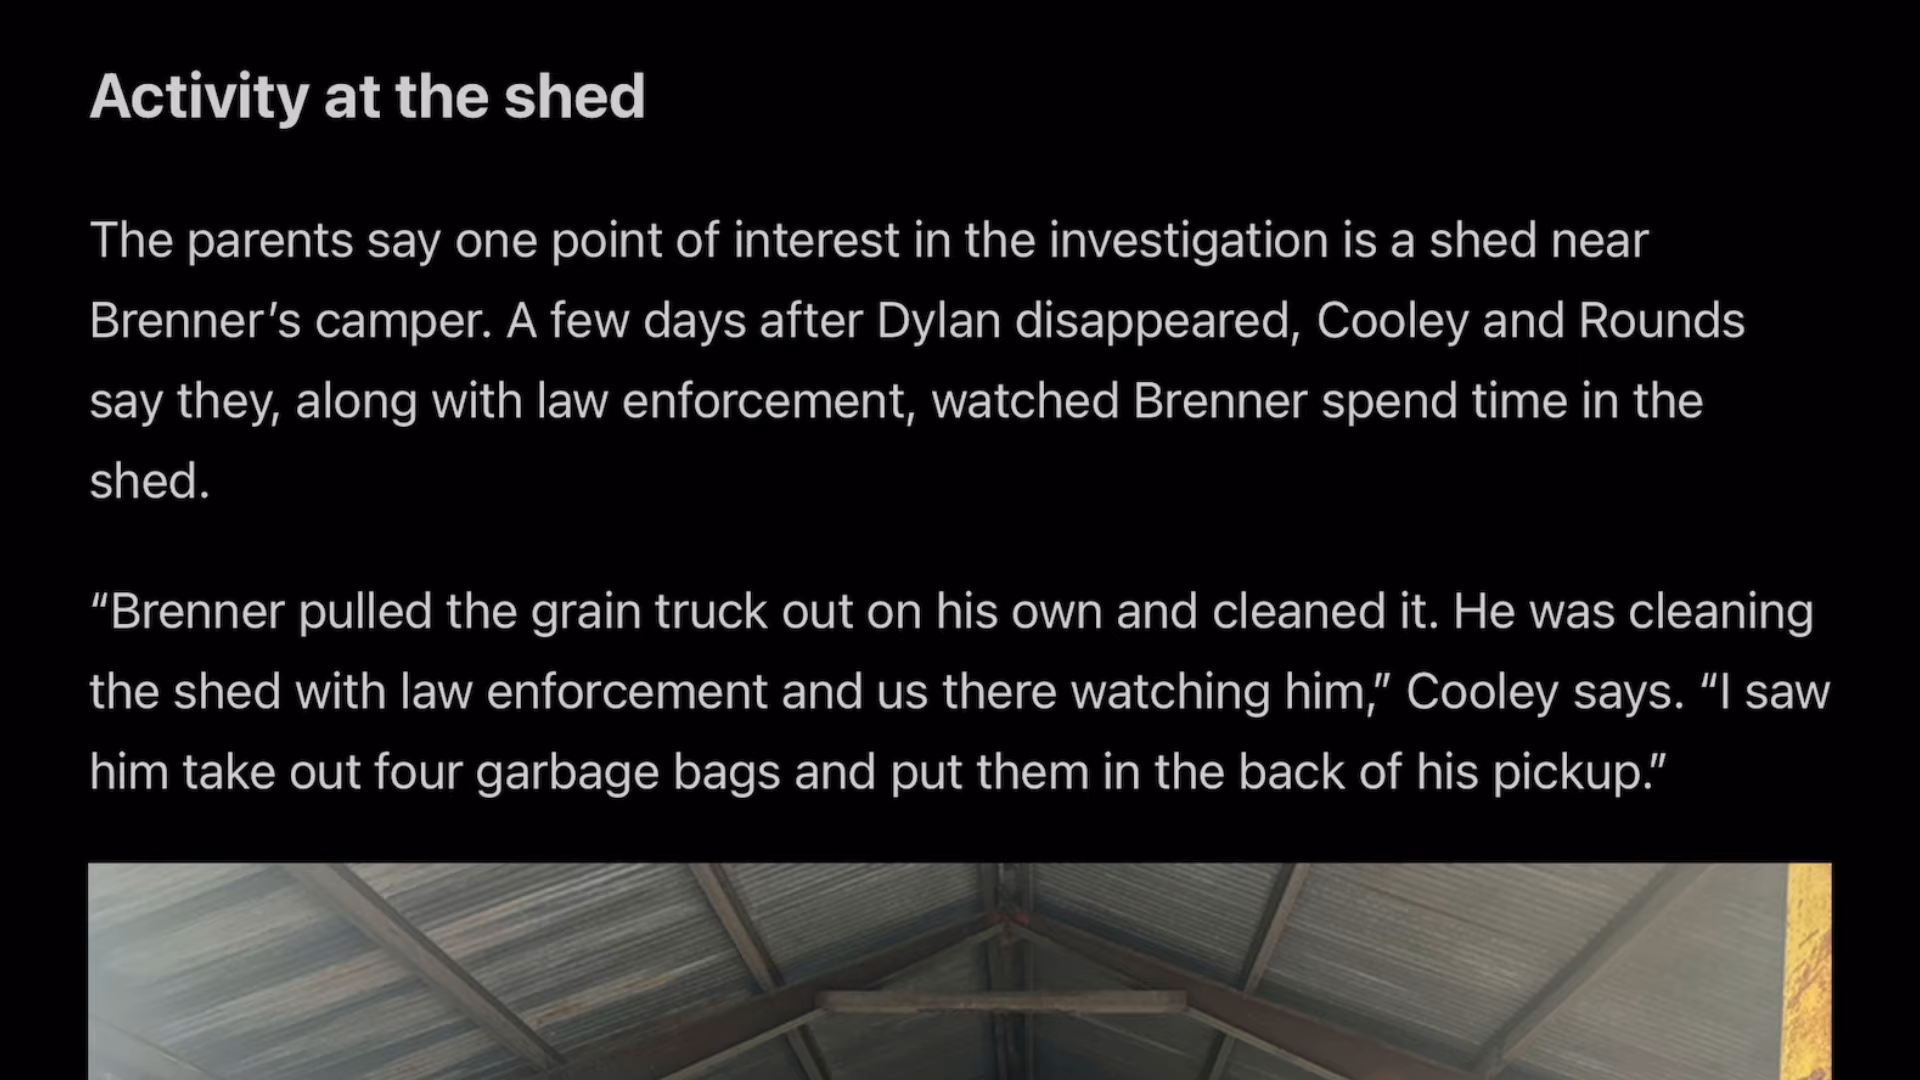 Activity at the shed
The parents say one point of interest in the investigation is a shed near
Brenner’s camper. A few days after Dylan disappeared, Cooley and Rounds
say they, along with law enforcement, watched Brenner spend time in the
shed.
“Brenner pulled the grain truck out on his own and cleaned it. He was cleaning
the shed with law enforcement and us there watching him,” Cooley says. “I saw
him take out four garbage bags and put them in the back of his pickup.”